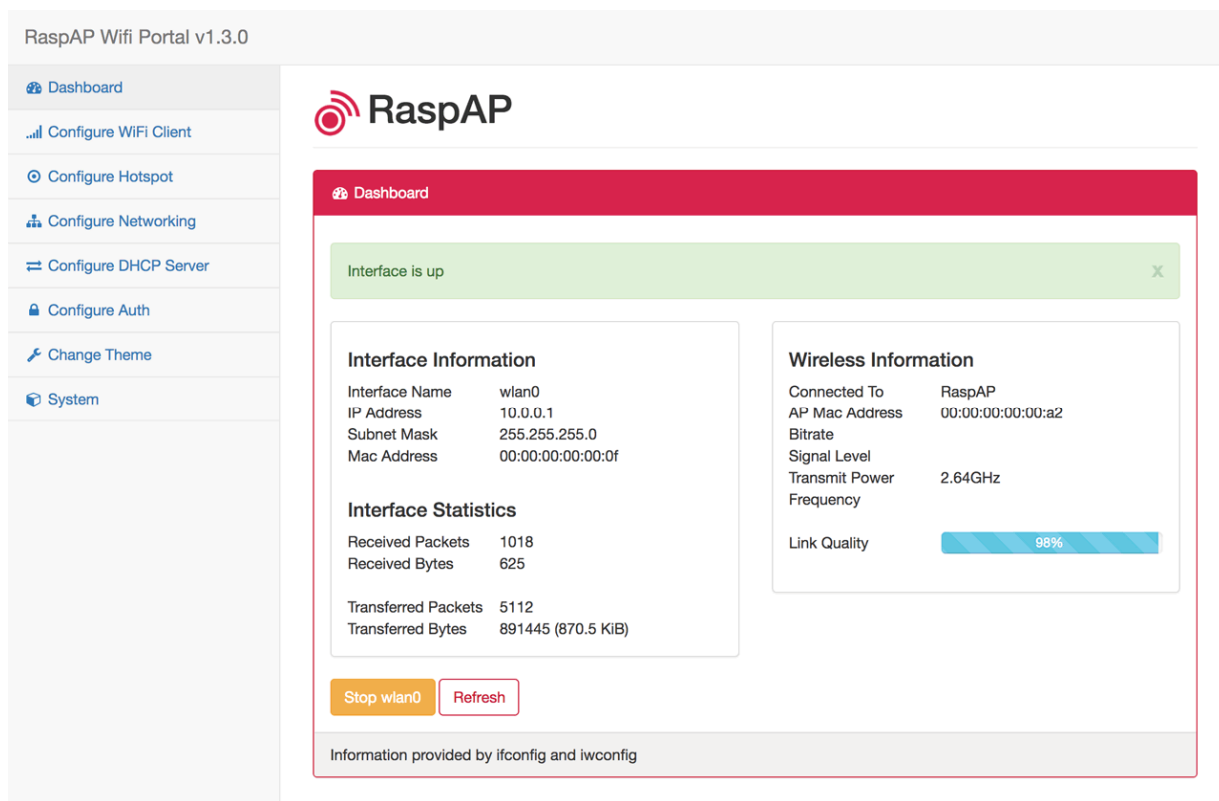 RaspAP Wifi Portal v1.3.0
Dashboard
Configure WiFi Client
Configure Hotspot
Configure Networking
Configure DHCP Server
Configure Auth
Change Theme
System
RaspAP
Dashboard
Interface is up x
Interface Information
Interface Name wlan0
IP Address 10.0.0.1
Subnet Mask 255.255.255.0
Mac Address 00:00:00:00:00:0f
Interface Statistics
Received Packets 1018
Received Bytes 625
Transferred Packets 5112
Transferred Bytes 891445 (870.5 KiB)
Wireless Information
Connected To RaspAP
AP Mac Address 00:00:00:00:00:a2
Bitrate
Signal Level
Transmit Power 2.64GHz
Frequency
Link Quality 98%
Stop wlan0 Refresh
Information provided by ifconfig and iwconfig